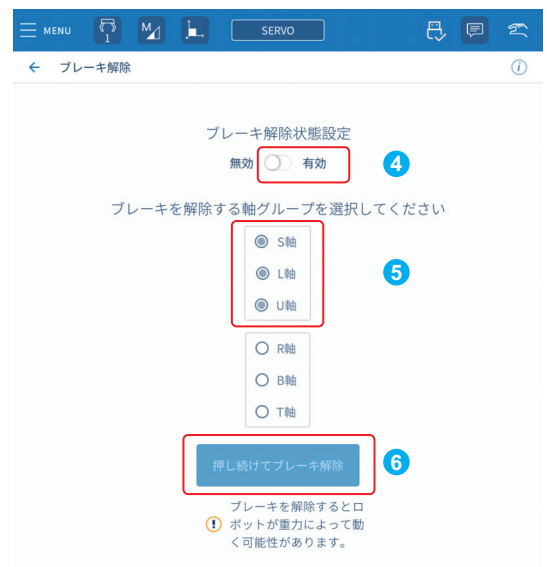 MENU 1 M SERVO
ブレーキ解除
ブレーキ解除状態設定
無効 有効 4
ブレーキを解除する軸グループを選択してください
S軸
L軸 5
U軸
R軸
B軸
T軸
押し続けてブレーキ解除 6
ブレーキを解除するとロ
ボットが重力によって動
く可能性があります。